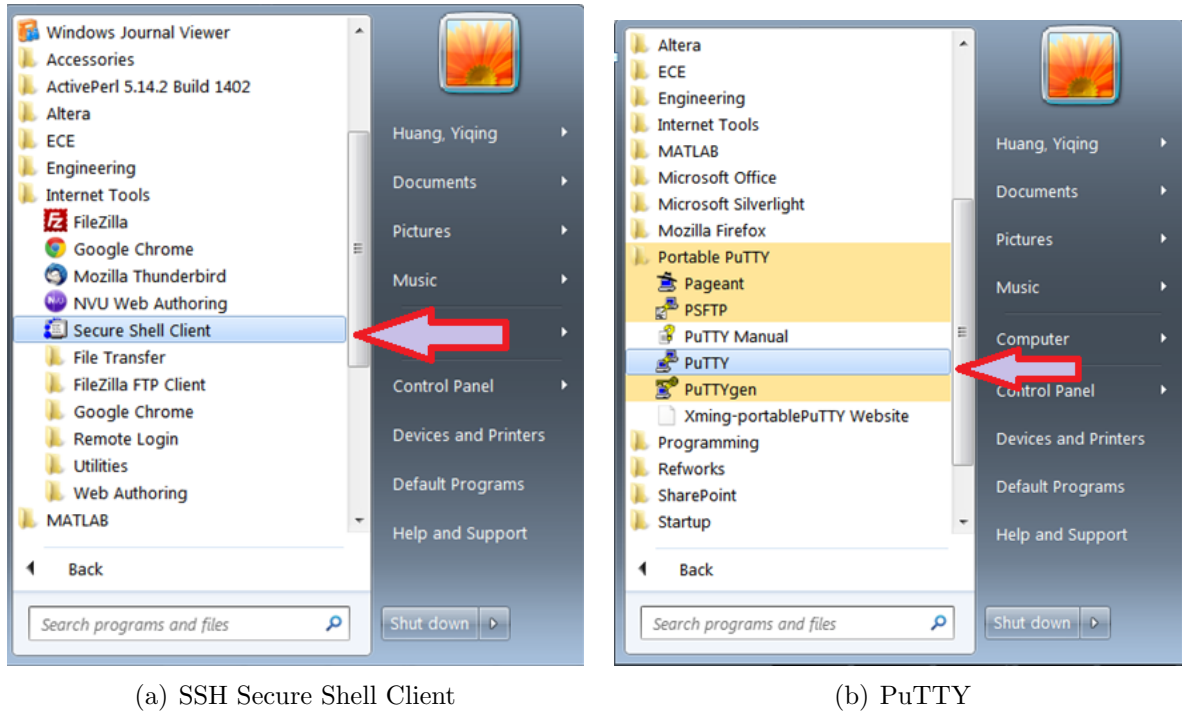 Windows Journal Viewer
Accessories
ActivePerl 5.14.2 Build 1402
Altera
ECE
Engineering
Internet Tools
FileZilla
Google Chrome
Mozilla Thunderbird
NVU Web Authoring
Secure Shell Client
File Transfer
FileZilla FTP Client
Google Chrome
Remote Login
Utilities
Web Authoring
MATLAB
Back
Search programs and files
Huang, Yiqing
Documents
Pictures
Music
Control Panel
Devices and Printers
Default Programs
Help and Support
Shut down
(a) SSH Secure Shell Client
Altera
ECE
Engineering
Internet Tools
MATLAB
Microsoft Office
Microsoft Silverlight
Mozilla Firefox
Portable PuTTY
Pageant
PSFTP
PuTTY Manual
PuTTY
PuTTYgen
Xming-portablePuTTY Website
Programming
Refworks
SharePoint
Startup
Back
Search programs and files
Huang, Yiqing
Documents
Pictures
Music
Computer
Control Panel
Devices and Printers
Default Programs
Help and Support
Shut down
(b) PuTTY